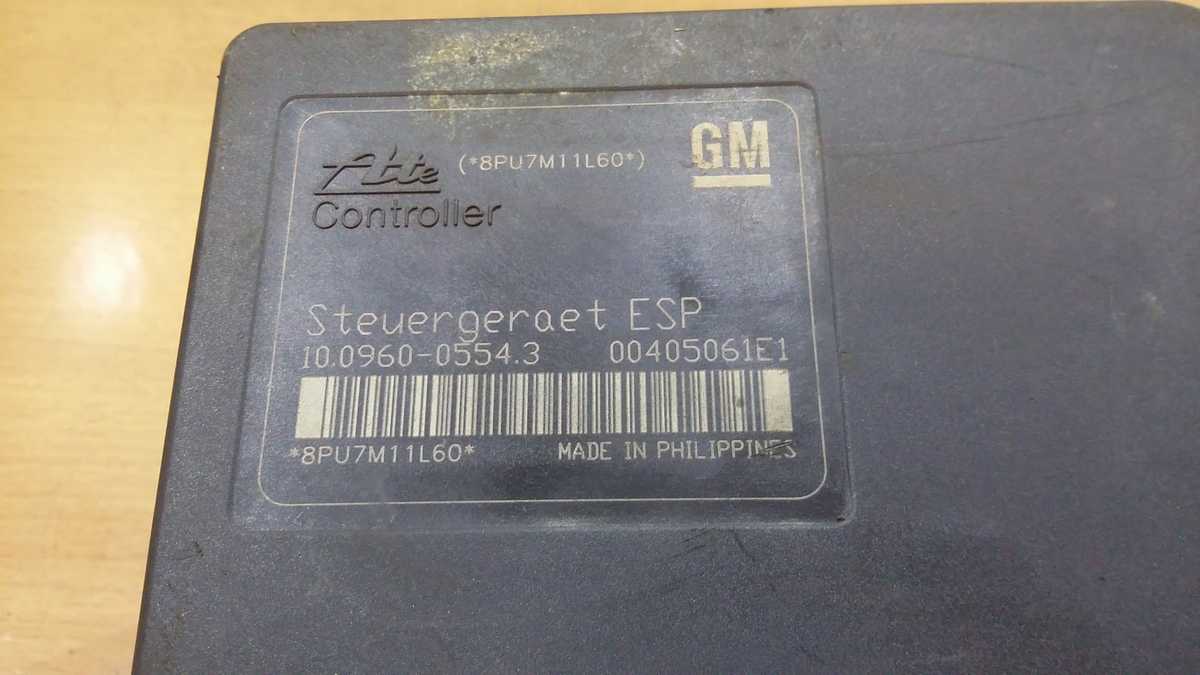 Ate (*8PU7M11L60*) GM
Controller
Steuergeraet ESP
10.0960-0554.3 00405061E1
*8PU7M11L60* MADE IN PHILIPPINES